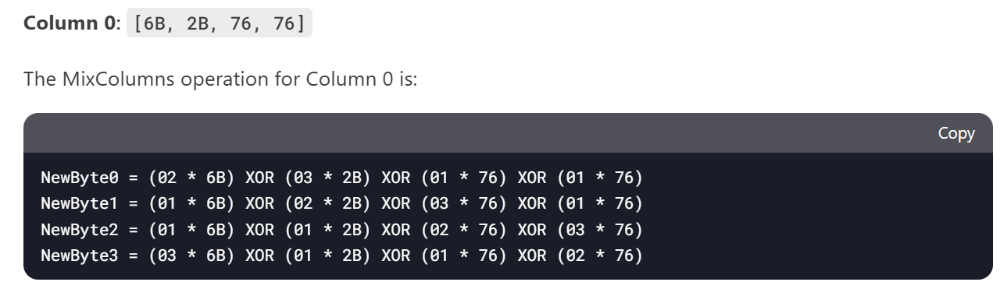 Column 0: [6B, 2B, 76, 76]
The MixColumns operation for Column 0 is:
Copy
NewByte0 = (02 * 6B) XOR (03 * 2B) XOR (01 * 76) XOR (01 * 76)
NewByte1 = (01 * 6B) XOR (02 * 2B) XOR (03 * 76) XOR (01 * 76)
NewByte2 = (01 * 6B) XOR (01 * 2B) XOR (02 * 76) XOR (03 * 76)
NewByte3 = (03 * 6B) XOR (01 * 2B) XOR (01 * 76) XOR (02 * 76)